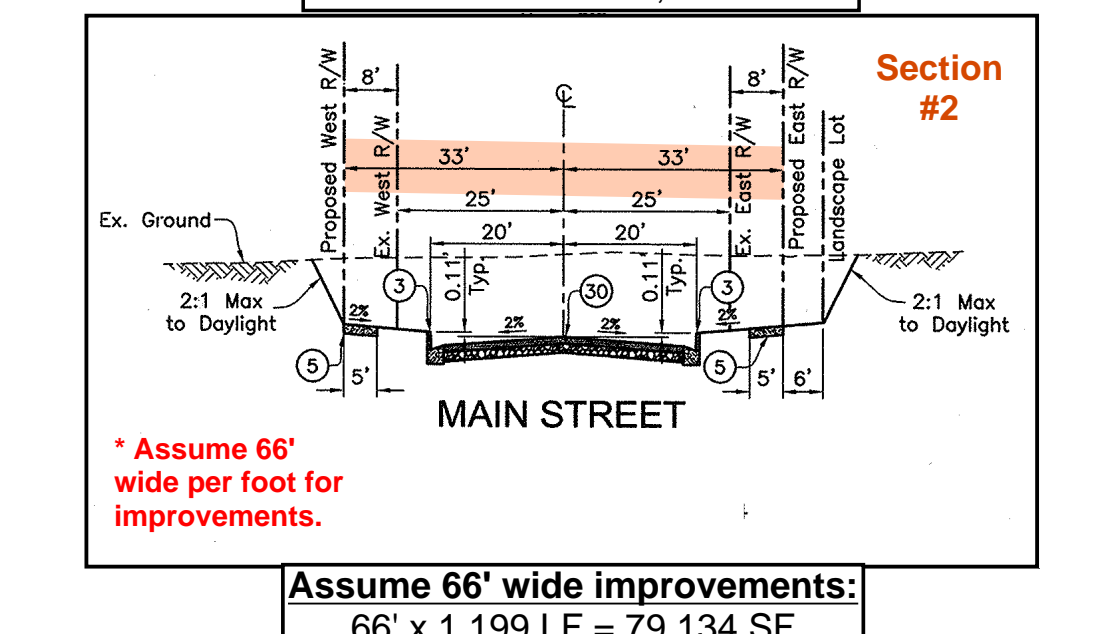 Section
#2
8'
8'
Proposed West R/W
Ex. West R/W
Ex. East R/W
Proposed East R/W
Landscape Lot
33'
33'
25'
25'
20'
20'
Ex. Ground
0.11'
Typ.
0.11'
Typ.
3
30
3
2:1 Max
to Daylight
2:1 Max
to Daylight
2%
2%
2%
2%
5
5'
5
5'
6'
MAIN STREET
* Assume 66'
wide per foot for
improvements.
Assume 66' wide improvements:
66' x 1,199 LF = 79,134 SF